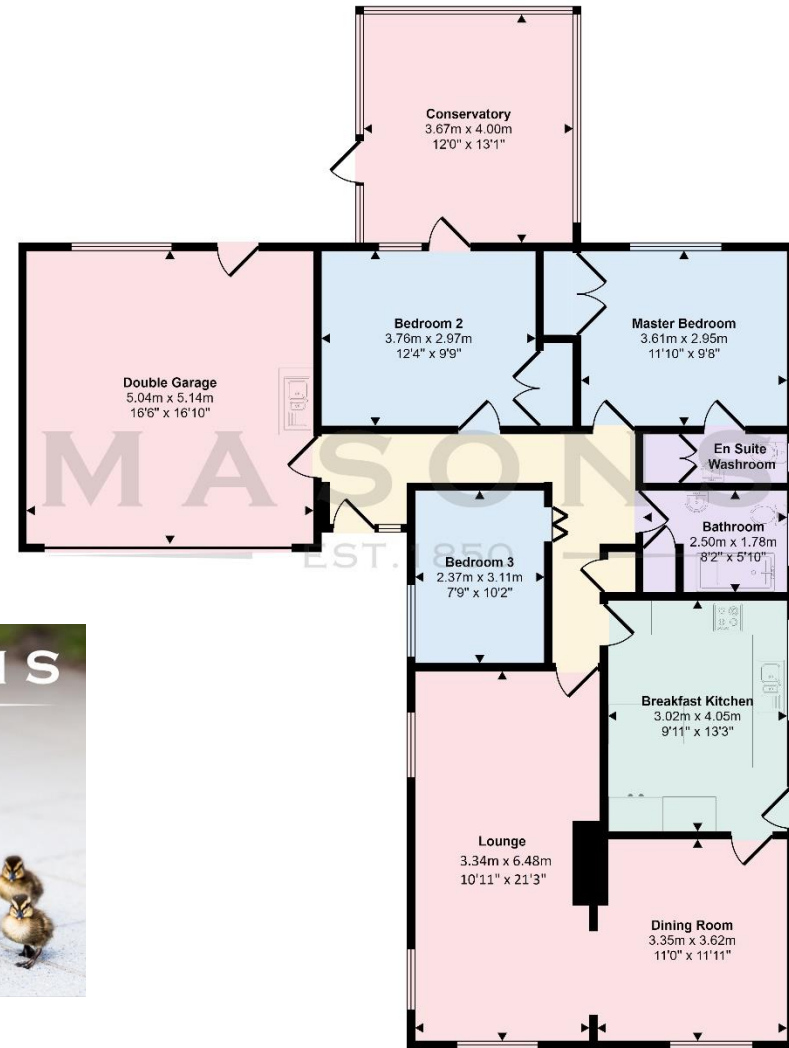 Conservatory
3.67m x 4.00m
12'0" x 13'1"
Bedroom 2
3.76m x 2.97m
12'4" x 9'9"
Master Bedroom
3.61m x 2.95m
11'10" x 9'8"
Double Garage
5.04m x 5.14m
16'6" x 16'10"
En Suite
Washroom
MASONS
EST. 1850
Bathroom
2.50m x 1.78m
8'2" x 5'10"
Bedroom 3
2.37m x 3.11m
7'9" x 10'2"
Breakfast Kitchen
3.02m x 4.05m
9'11" x 13'3"
Lounge
3.34m x 6.48m
10'11" x 21'3"
Dining Room
3.35m x 3.62m
11'0" x 11'11"